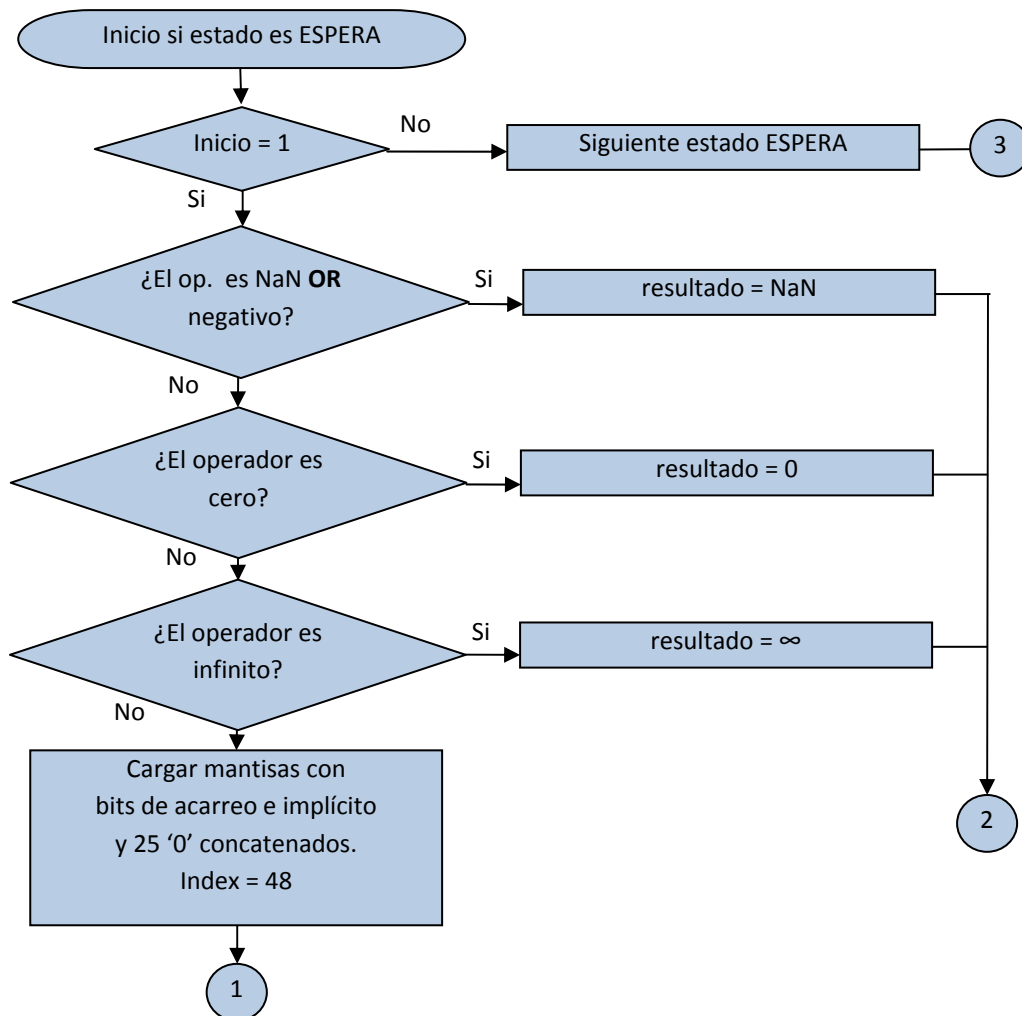 Inicio si estado es ESPERA
Inicio = 1
No
Siguiente estado ESPERA
3
Si
¿El op. es NaN OR
negativo?
Si
resultado = NaN
No
¿El operador es
cero?
Si
resultado = 0
No
¿El operador es
infinito?
Si
resultado = ∞
No
Cargar mantisas con
bits de acarreo e implícito
y 25 ‘0’ concatenados.
Index = 48
2
1